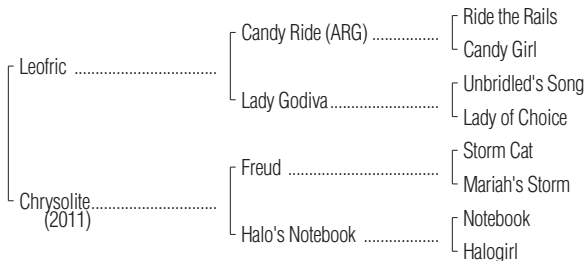 Ride the Rails
Candy Ride (ARG) ................
Candy Girl
Leofric ..................................
Unbridled's Song
Lady Godiva...........................
Lady of Choice
Storm Cat
Freud ....................................
Mariah's Storm
Chrysolite..............................
(2011)
Notebook
Halo's Notebook ..................
Halogirl